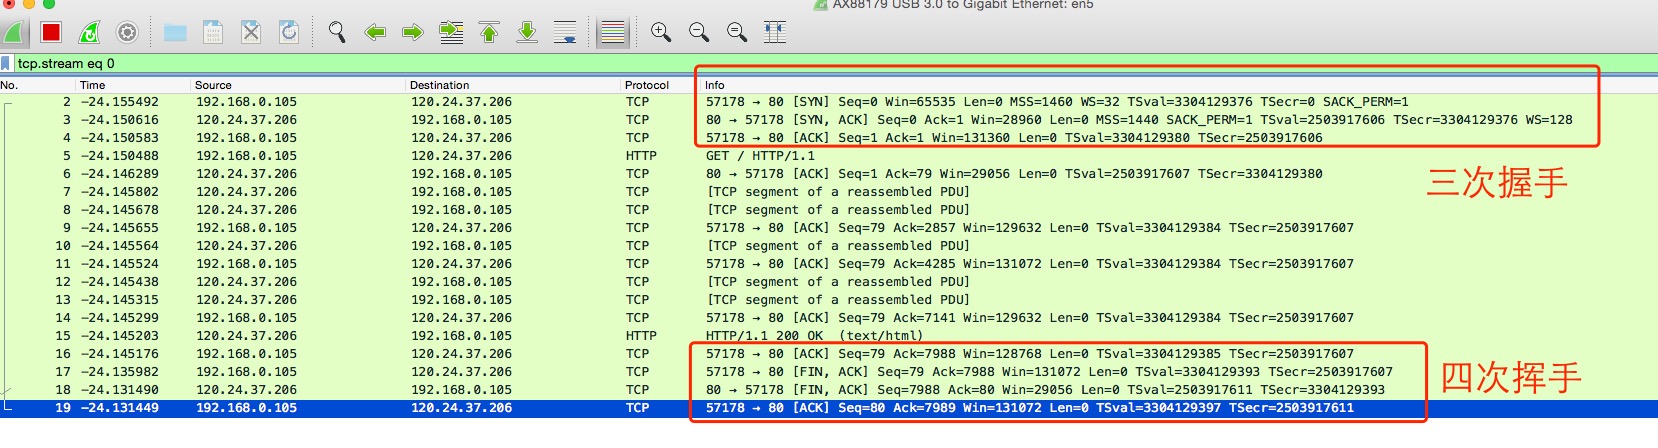 AX88179 USB 3.0 to Gigabit Ethernet: en5
tcp.stream eq 0
No. Time Source Destination Protocol Info
2 −24.155492 192.168.0.105 120.24.37.206 TCP 57178 → 80 [SYN] Seq=0 Win=65535 Len=0 MSS=1460 WS=32 TSval=3304129376 TSecr=0 SACK_PERM=1
3 −24.150616 120.24.37.206 192.168.0.105 TCP 80 → 57178 [SYN, ACK] Seq=0 Ack=1 Win=28960 Len=0 MSS=1440 SACK_PERM=1 TSval=2503917606 TSecr=3304129376 WS=128
4 −24.150583 192.168.0.105 120.24.37.206 TCP 57178 → 80 [ACK] Seq=1 Ack=1 Win=131360 Len=0 TSval=3304129380 TSecr=2503917606
5 −24.150488 192.168.0.105 120.24.37.206 HTTP GET / HTTP/1.1
6 −24.146289 120.24.37.206 192.168.0.105 TCP 80 → 57178 [ACK] Seq=1 Ack=79 Win=29056 Len=0 TSval=2503917607 TSecr=3304129380
三次握手
7 −24.145802 120.24.37.206 192.168.0.105 TCP [TCP segment of a reassembled PDU]
8 −24.145678 120.24.37.206 192.168.0.105 TCP [TCP segment of a reassembled PDU]
9 −24.145655 192.168.0.105 120.24.37.206 TCP 57178 → 80 [ACK] Seq=79 Ack=2857 Win=129632 Len=0 TSval=3304129384 TSecr=2503917607
10 −24.145564 120.24.37.206 192.168.0.105 TCP [TCP segment of a reassembled PDU]
11 −24.145524 192.168.0.105 120.24.37.206 TCP 57178 → 80 [ACK] Seq=79 Ack=4285 Win=131072 Len=0 TSval=3304129384 TSecr=2503917607
12 −24.145438 120.24.37.206 192.168.0.105 TCP [TCP segment of a reassembled PDU]
13 −24.145315 120.24.37.206 192.168.0.105 TCP [TCP segment of a reassembled PDU]
14 −24.145299 192.168.0.105 120.24.37.206 TCP 57178 → 80 [ACK] Seq=79 Ack=7141 Win=129632 Len=0 TSval=3304129384 TSecr=2503917607
15 −24.145203 120.24.37.206 192.168.0.105 HTTP HTTP/1.1 200 OK (text/html)
16 −24.145176 192.168.0.105 120.24.37.206 TCP 57178 → 80 [ACK] Seq=79 Ack=7988 Win=128768 Len=0 TSval=3304129385 TSecr=2503917607
17 −24.135982 192.168.0.105 120.24.37.206 TCP 57178 → 80 [FIN, ACK] Seq=79 Ack=7988 Win=131072 Len=0 TSval=3304129393 TSecr=2503917607
四次挥手
18 −24.131490 120.24.37.206 192.168.0.105 TCP 80 → 57178 [FIN, ACK] Seq=7988 Ack=80 Win=29056 Len=0 TSval=2503917611 TSecr=3304129393
19 −24.131449 192.168.0.105 120.24.37.206 TCP 57178 → 80 [ACK] Seq=80 Ack=7989 Win=131072 Len=0 TSval=3304129397 TSecr=2503917611